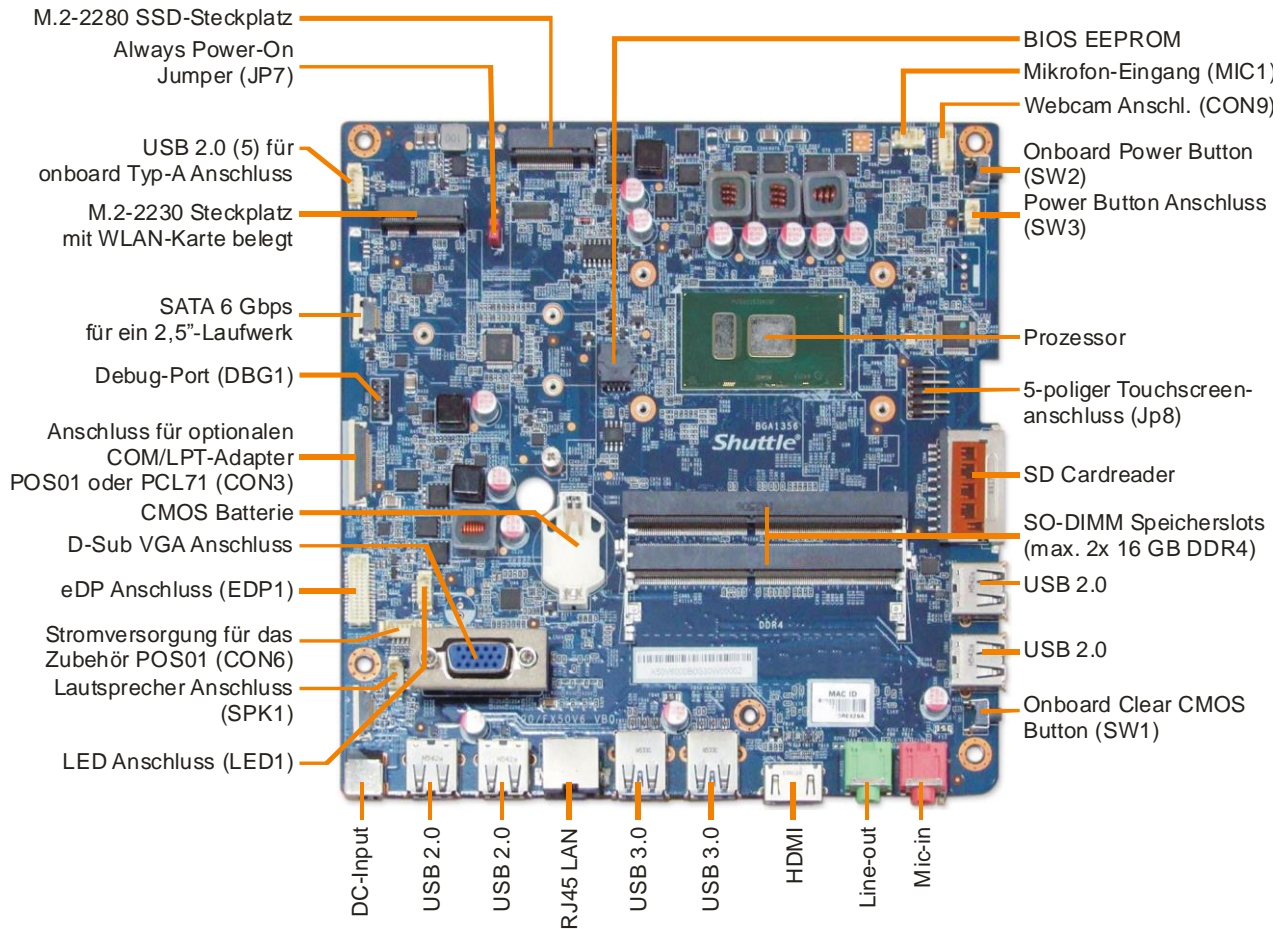 M.2-2280 SSD-Steckplatz
Always Power-On
Jumper (JP7)
USB 2.0 (5) für
onboard Typ-A Anschluss
M.2-2230 Steckplatz
mit WLAN-Karte belegt
SATA 6 Gbps
für ein 2,5”-Laufwerk
Debug-Port (DBG1)
Anschluss für optionalen
COM/LPT-Adapter
POS01 oder PCL71 (CON3)
CMOS Batterie
D-Sub VGA Anschluss
eDP Anschluss (EDP1)
Stromversorgung für das
Zubehör POS01 (CON6)
Lautsprecher Anschluss
(SPK1)
LED Anschluss (LED1)
BIOS EEPROM
Mikrofon-Eingang (MIC1)
Webcam Anschl. (CON9)
Onboard Power Button
(SW2)
Power Button Anschluss
(SW3)
Prozessor
5-poliger Touchscreen-
anschluss (Jp8)
SD Cardreader
SO-DIMM Speicherslots
(max. 2x 16 GB DDR4)
USB 2.0
USB 2.0
Onboard Clear CMOS
Button (SW1)
BGA1356
Shuttle
DDR4
MAC ID
DC-Input
USB 2.0
USB 2.0
RJ45 LAN
USB 3.0
USB 3.0
HDMI
Line-out
Mic-in